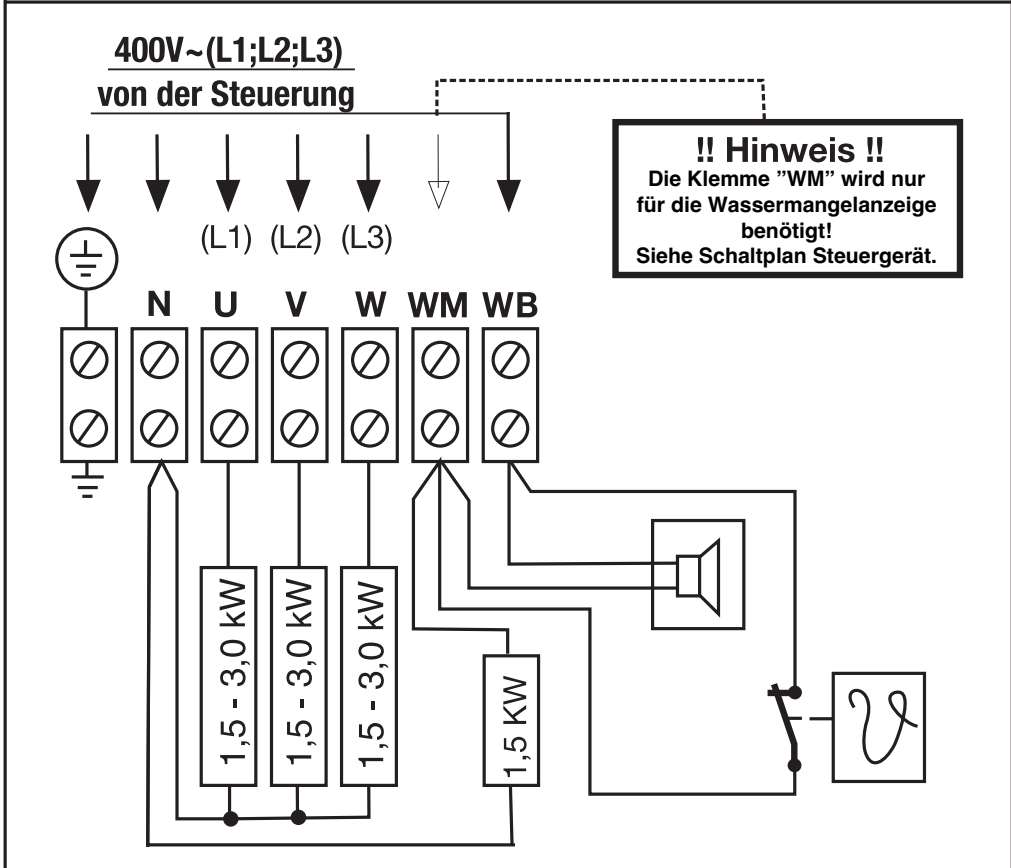 400V~(L1;L2;L3)
von der Steuerung
!! Hinweis !!
Die Klemme ”WM” wird nur
für die Wassermangelanzeige
benötigt!
Siehe Schaltplan Steuergerät.
(L1) (L2) (L3)
N U V W WM WB
1,5 - 3,0 kW
1,5 - 3,0 kW
1,5 - 3,0 kW
1,5 KW